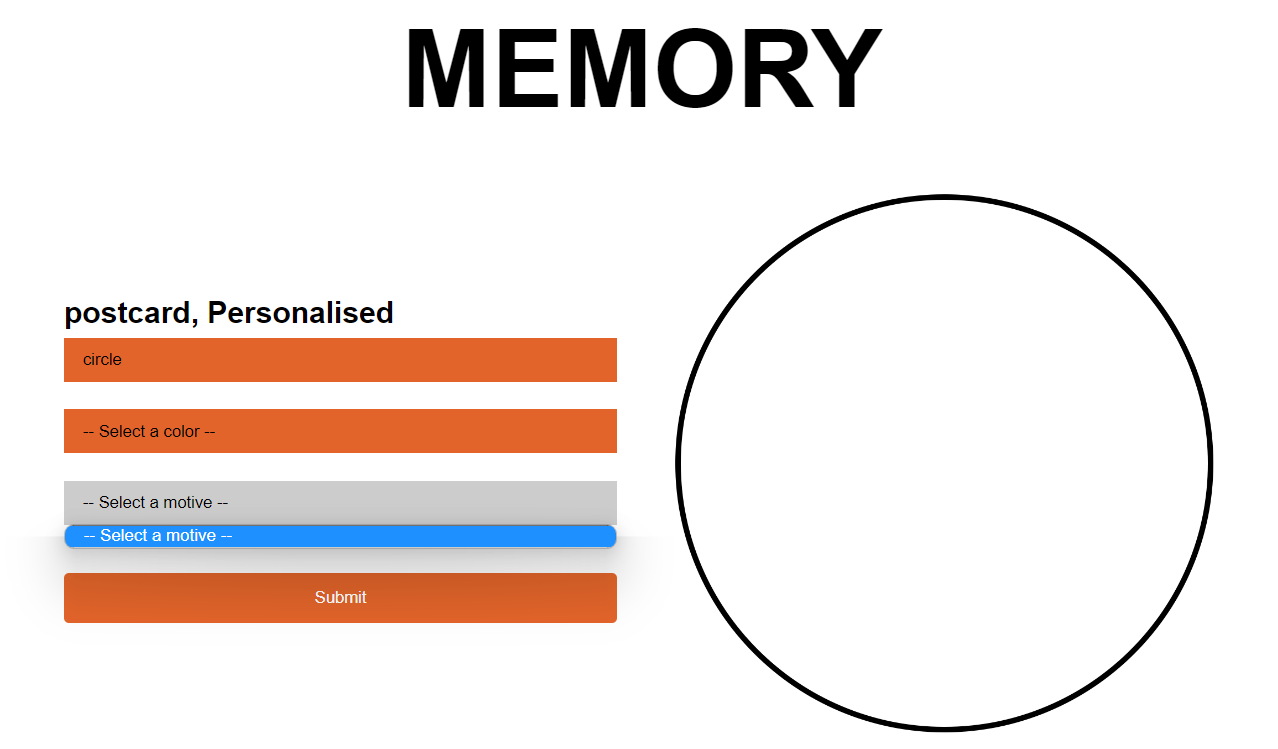 MEMORY
postcard, Personalised
circle
-- Select a color --
-- Select a motive --
-- Select a motive --
Submit